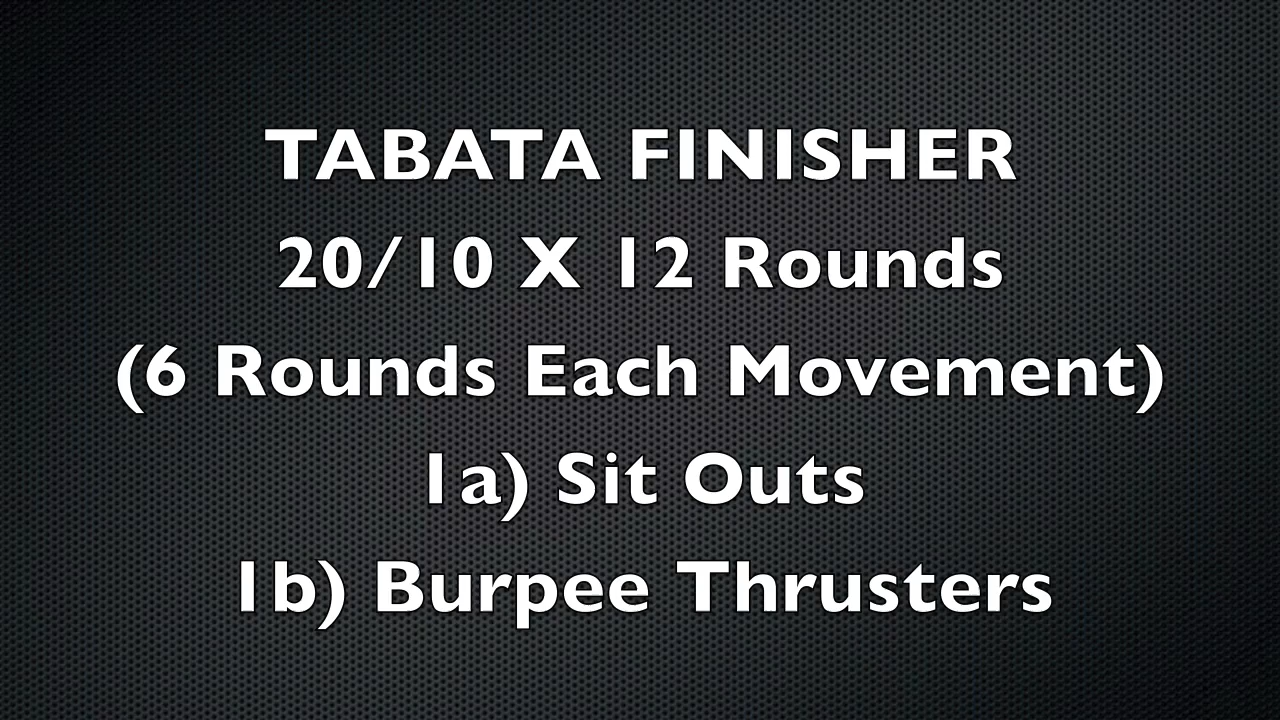 TABATA FINISHER
20/10 X 12 Rounds
(6 Rounds Each Movement)
1a) Sit Outs
1b) Burpee Thrusters